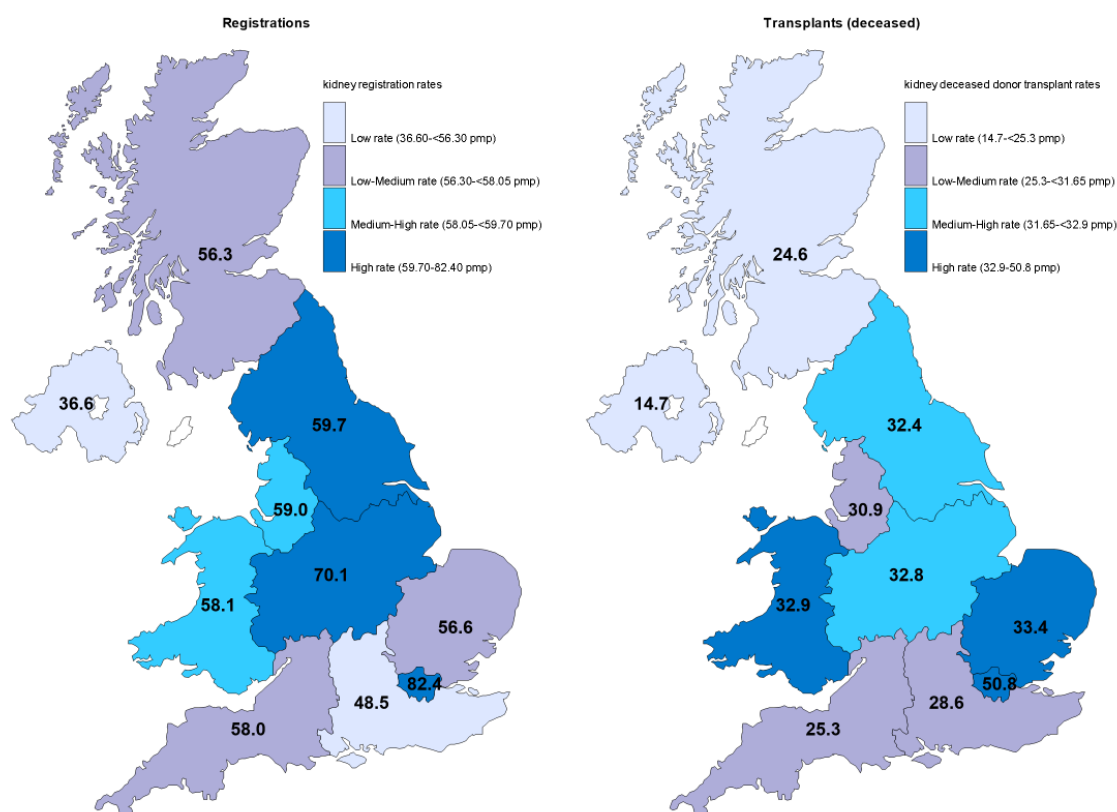 Registrations
kidney registration rates
Low rate (36.60-<56.30 pmp)
Low-Medium rate (56.30-<58.05 pmp)
Medium-High rate (58.05-<59.70 pmp)
High rate (59.70-82.40 pmp)
56.3
36.6
59.7
59.0
70.1
58.1
56.6
82.4
48.5
58.0
Transplants (deceased)
kidney deceased donor transplant rates
Low rate (14.7-<25.3 pmp)
Low-Medium rate (25.3-<31.65 pmp)
Medium-High rate (31.65-<32.9 pmp)
High rate (32.9-50.8 pmp)
24.6
14.7
32.4
30.9
32.8
32.9
33.4
50.8
28.6
25.3